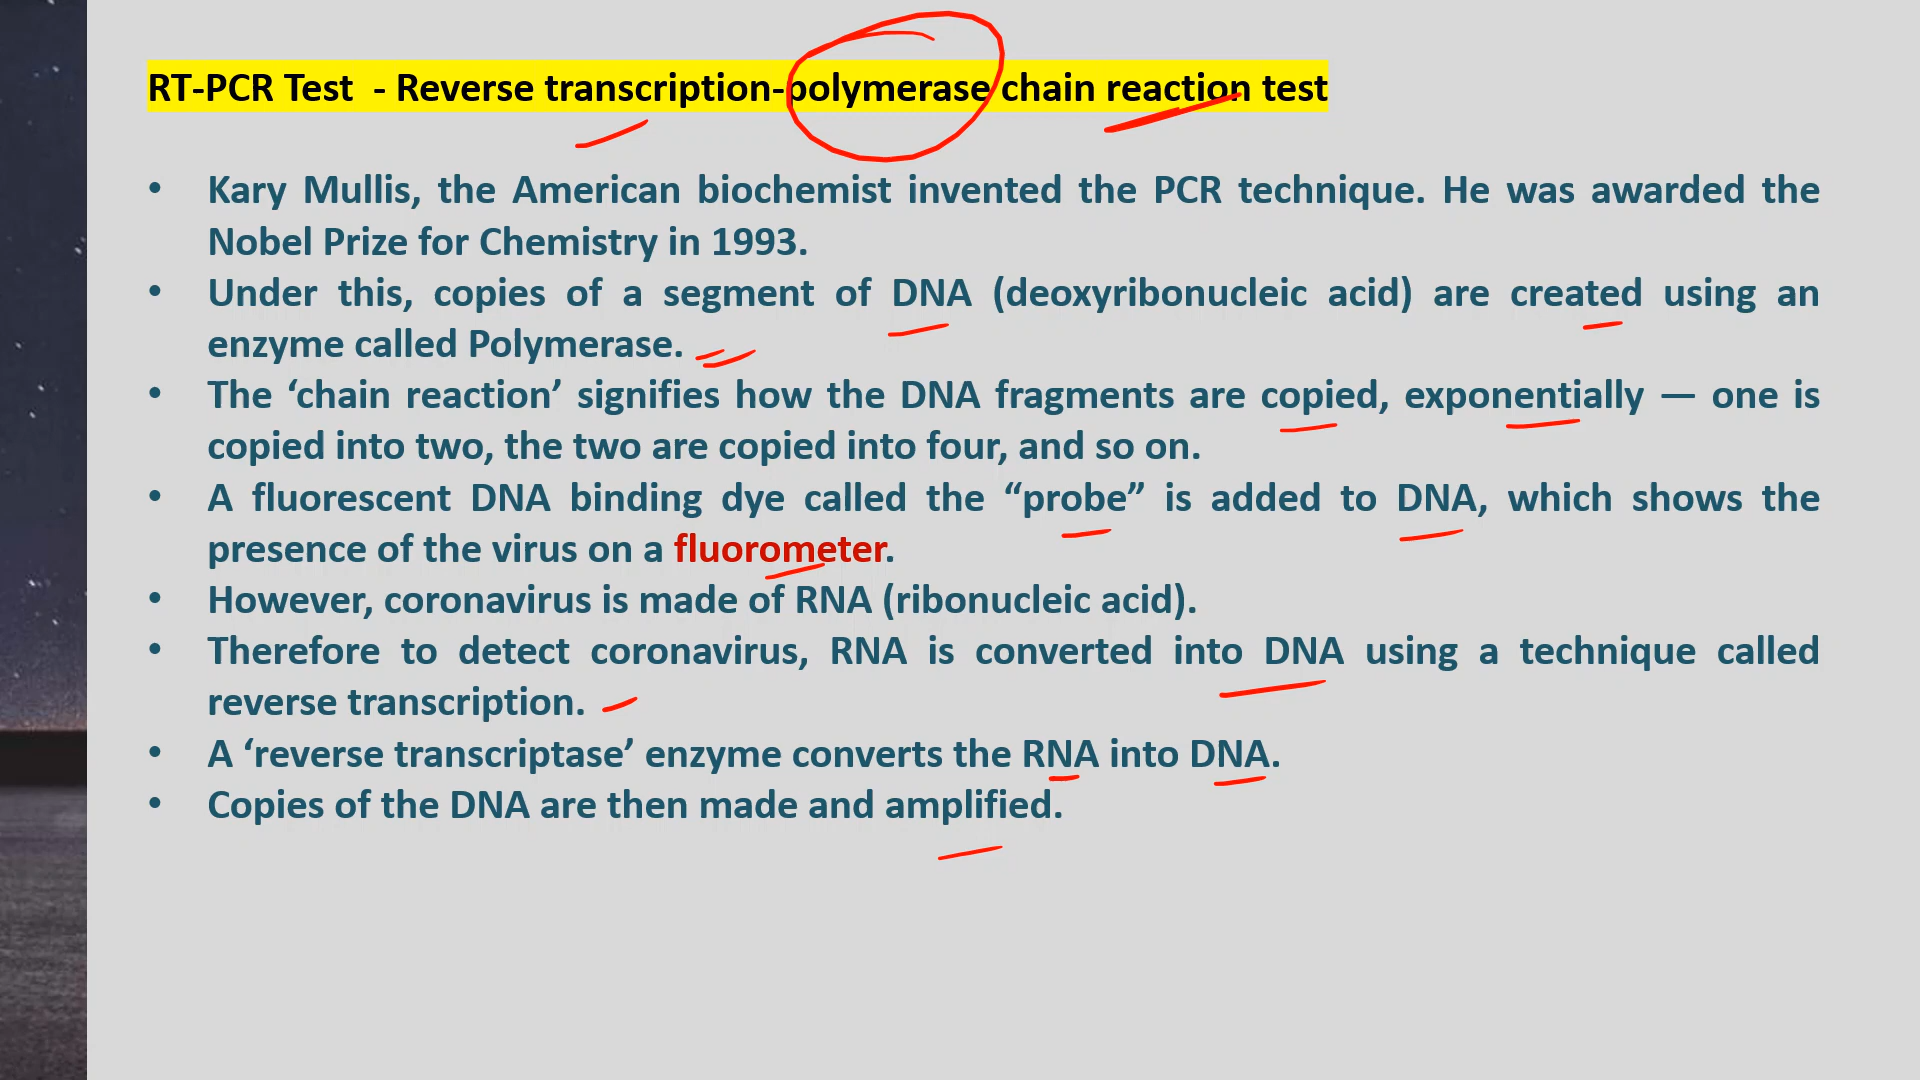 RT-PCR Test - Reverse transcription-polymerase chain reaction test
• Kary Mullis, the American biochemist invented the PCR technique. He was awarded the
Nobel Prize for Chemistry in 1993.
• Under this, copies of a segment of DNA (deoxyribonucleic acid) are created using an
enzyme called Polymerase.
• The ‘chain reaction’ signifies how the DNA fragments are copied, exponentially — one is
copied into two, the two are copied into four, and so on.
• A fluorescent DNA binding dye called the “probe” is added to DNA, which shows the
presence of the virus on a fluorometer.
• However, coronavirus is made of RNA (ribonucleic acid).
• Therefore to detect coronavirus, RNA is converted into DNA using a technique called
reverse transcription.
• A ‘reverse transcriptase’ enzyme converts the RNA into DNA.
• Copies of the DNA are then made and amplified.